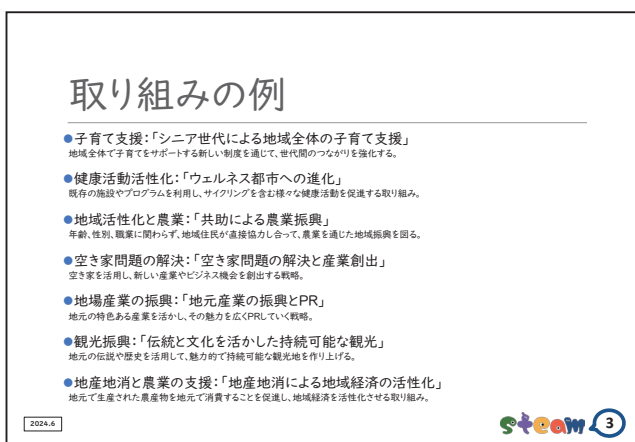 取り組みの例
●子育て支援:「シニア世代による地域全体の子育て支援」
地域全体で子育てをサポートする新しい制度を通じて、世代間のつながりを強化する。
●健康活動活性化:「ウェルネス都市への進化」
既存の施設やプログラムを利用し、サイクリングを含む様々な健康活動を促進する取り組み。
●地域活性化と農業:「共助による農業振興」
年齢、性別、職業に関わらず、地域住民が直接協力し合って、農業を通じた地域振興を図る。
●空き家問題の解決:「空き家問題の解決と産業創出」
空き家を活用し、新しい産業やビジネス機会を創出する戦略。
●地場産業の振興:「地元産業の振興とPR」
地元の特色ある産業を活かし、その魅力を広くPRしていく戦略。
●観光振興:「伝統と文化を活かした持続可能な観光」
地元の伝説や歴史を活用して、魅力的で持続可能な観光地を作り上げる。
●地産地消と農業の支援:「地産地消による地域経済の活性化」
地元で生産された農産物を地元で消費することを促進し、地域経済を活性化させる取り組み。
2024.6
steam 3